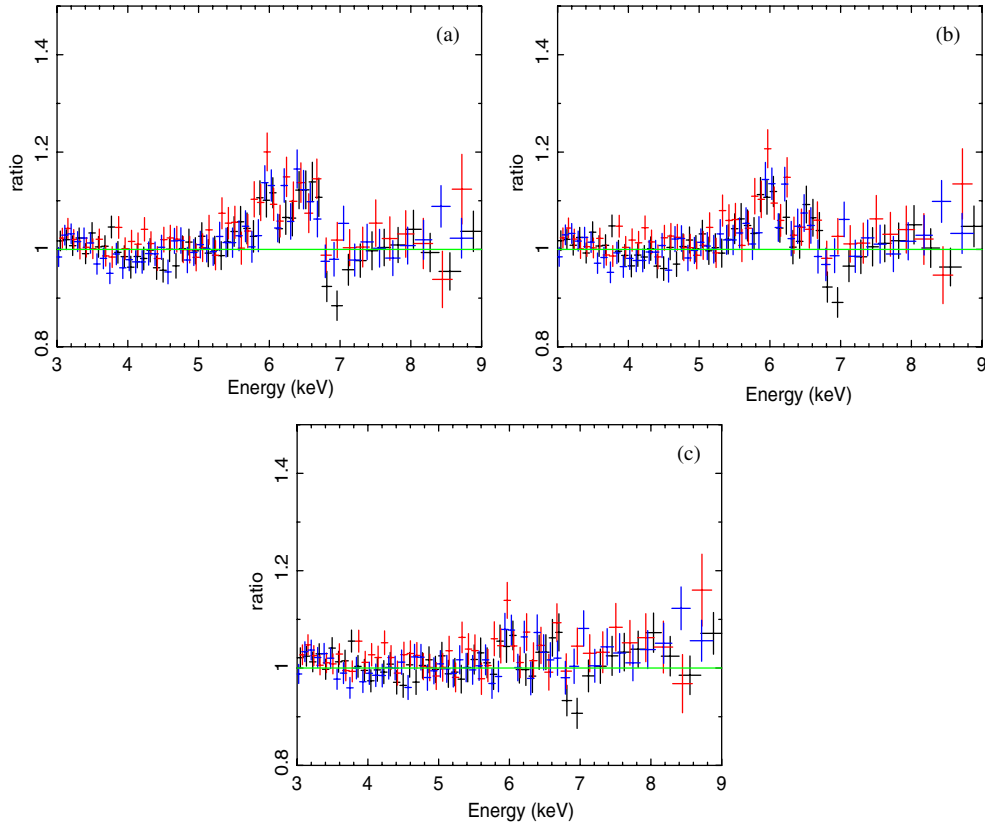 (a)
ratio
0.8 1 1.2 1.4
3 4 5 6 7 8 9
Energy (keV)
(b)
ratio
0.8 1 1.2 1.4
3 4 5 6 7 8 9
Energy (keV)
(c)
ratio
0.8 1 1.2 1.4
3 4 5 6 7 8 9
Energy (keV)